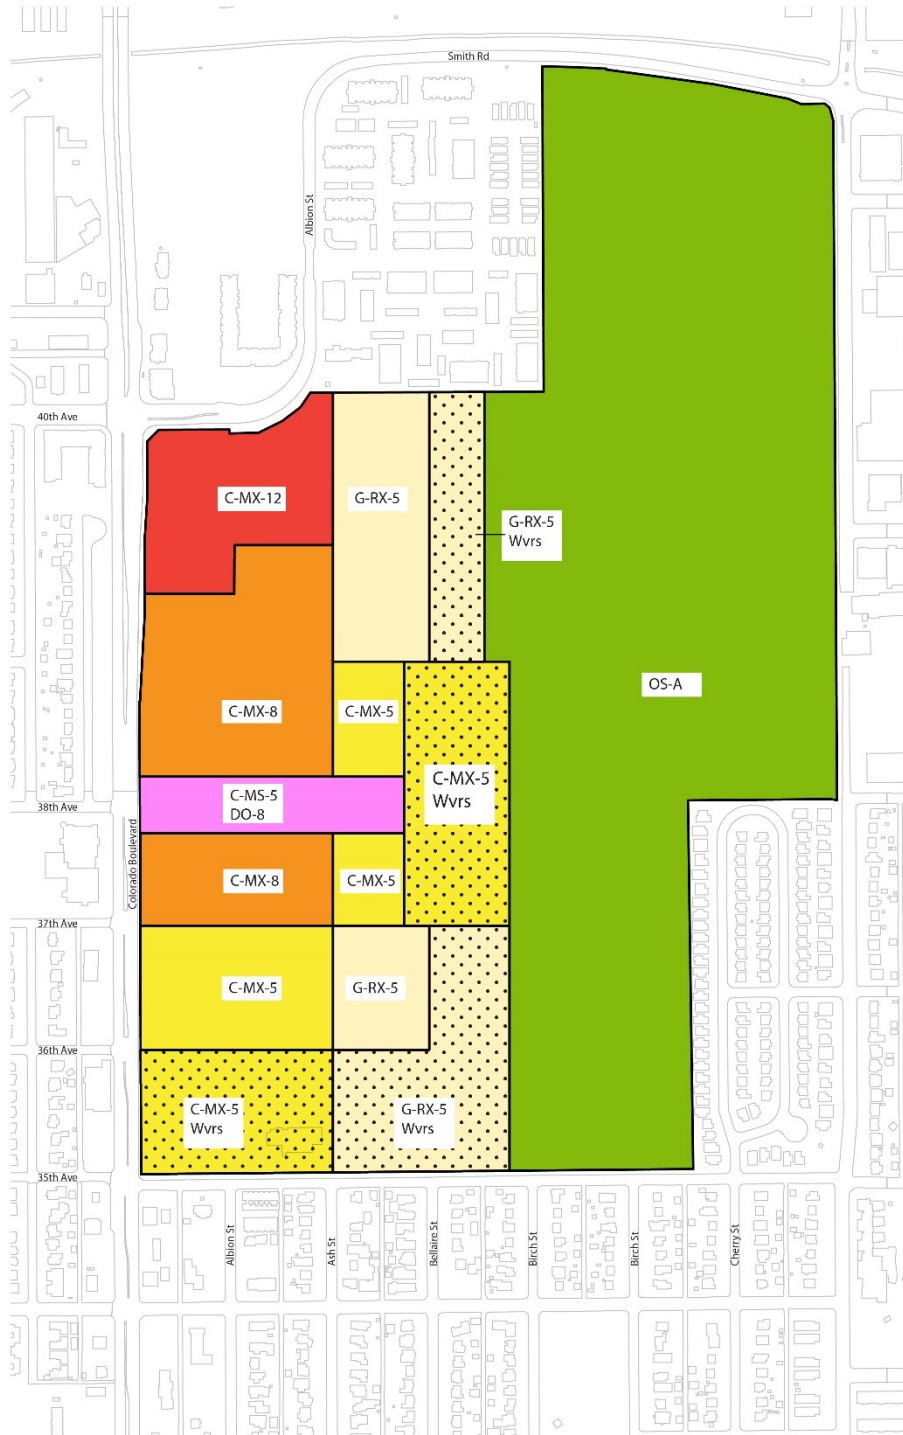 Smith Rd
Albion St
40th Ave
C-MX-12
G-RX-5
G-RX-5
Wvrs
OS-A
C-MX-8
C-MX-5
C-MX-5
Wvrs
C-MS-5
DO-8
38th Ave
Colorado Boulevard
C-MX-8
C-MX-5
37th Ave
C-MX-5
G-RX-5
36th Ave
C-MX-5
Wvrs
G-RX-5
Wvrs
35th Ave
Albion St
Ash St
Bellaire St
Birch St
Birch St
Cherry St